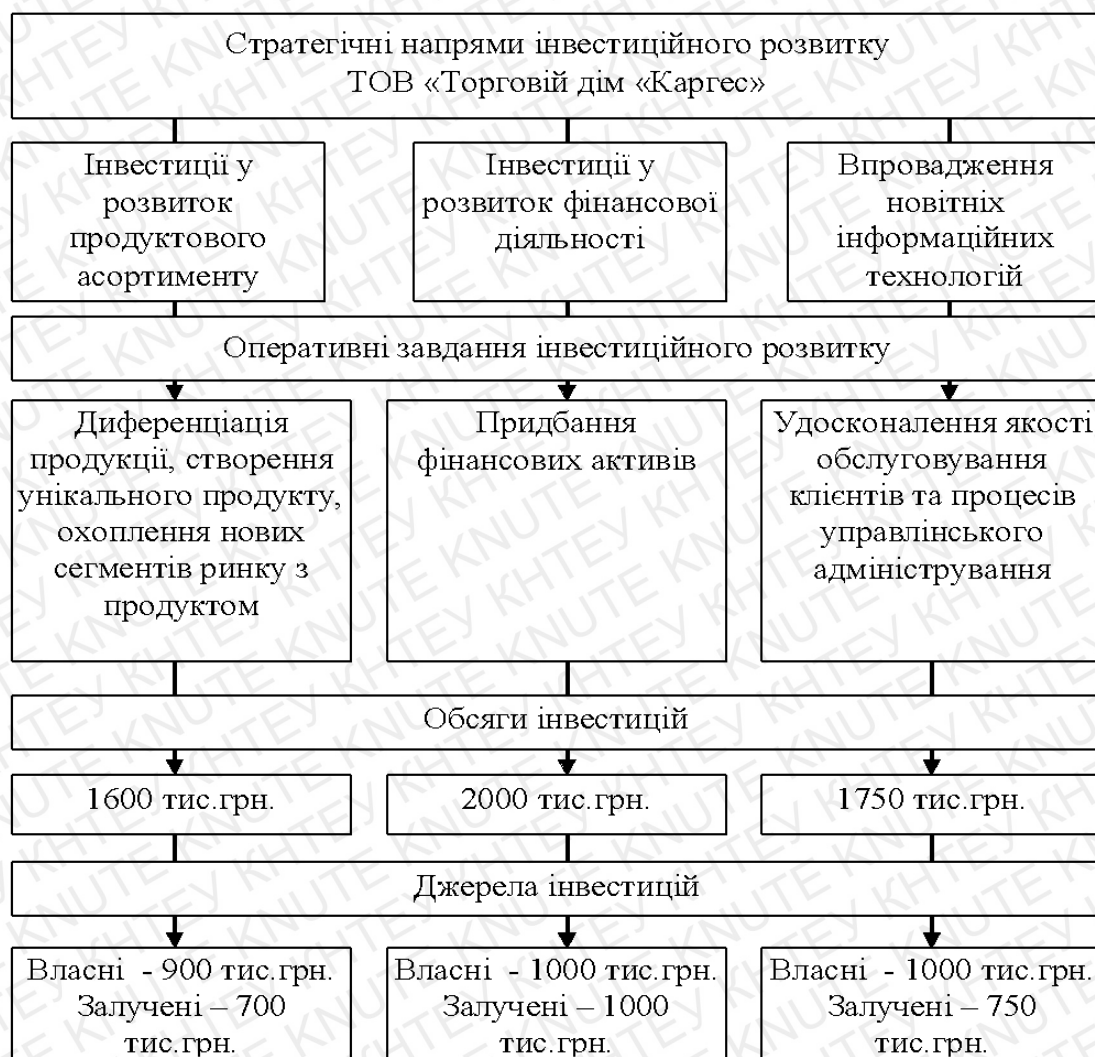 Стратегічні напрями інвестиційного розвитку
ТОВ «Торговій дім «Каргес»
Інвестиції у
розвиток
продуктового
асортименту
Інвестиції у
розвиток фінансової
діяльності
Впровадження
новітніх
інформаційних
технологій
Оперативні завдання інвестиційного розвитку
Диференціація
продукції, створення
унікального продукту,
охоплення нових
сегментів ринку з
продуктом
Придбання
фінансових активів
Удосконалення якості
обслуговування
клієнтів та процесів
управлінського
адміністрування
Обсяги інвестицій
1600 тис.грн.
2000 тис.грн.
1750 тис.грн.
Джерела інвестицій
Власні - 900 тис.грн.
Залучені – 700
тис.грн.
Власні - 1000 тис.грн.
Залучені – 1000
тис.грн.
Власні - 1000 тис.грн.
Залучені – 750
тис.грн.